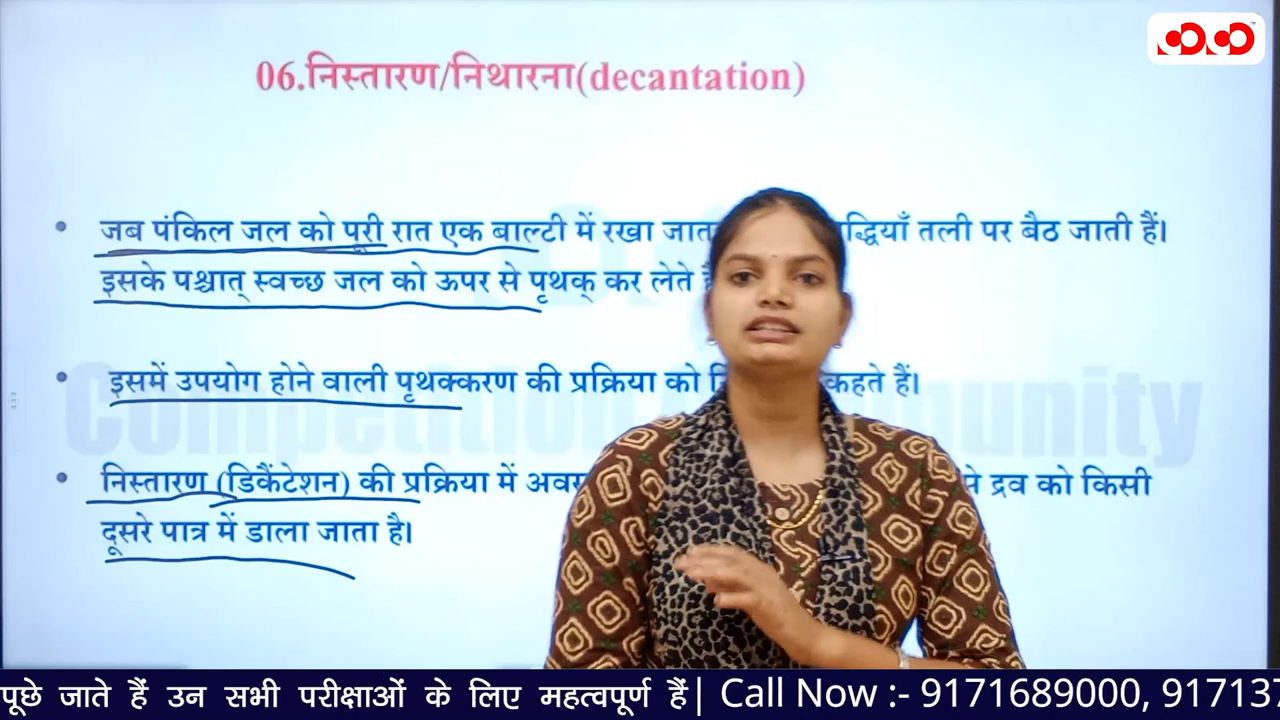 06.निस्तारण/निथारना(decantation)
• जब पंकिल जल को पूरी रात एक बाल्टी में रखा तली पर बैठ जाती हैं।
इसके पश्चात् स्वच्छ जल को ऊपर से पृथक् कर लेते
• इसमें उपयोग होने वाली पृथक्करण की प्रक्रिया को कहते हैं।
• निस्तारण (डिकैंटेशन) की प्रक्रिया में द्रव को किसी
दूसरे पात्र में डाला जाता है।
पूछे जाते हैं उन सभी परीक्षाओं के लिए महत्वपूर्ण हैं| Call Now :- 9171689000, 917137